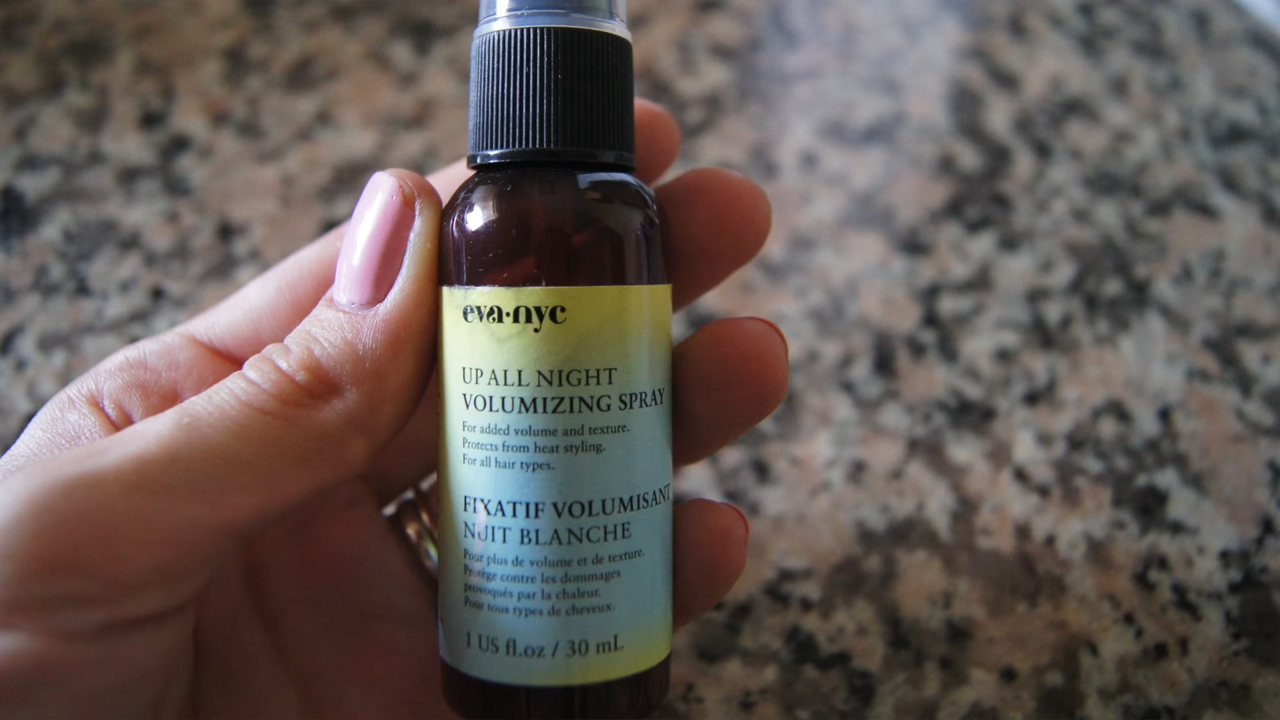 eva·nyc
UP ALL NIGHT
VOLUMIZING SPRAY
For added volume and texture.
Protects from heat styling.
For all hair types.
FIXATIF VOLUMISANT
NUIT BLANCHE
Pour plus de volume et de texture.
Protège contre les dommages
provoqués par la chaleur.
Pour tous types de cheveux.
1 US fl.oz / 30 mL